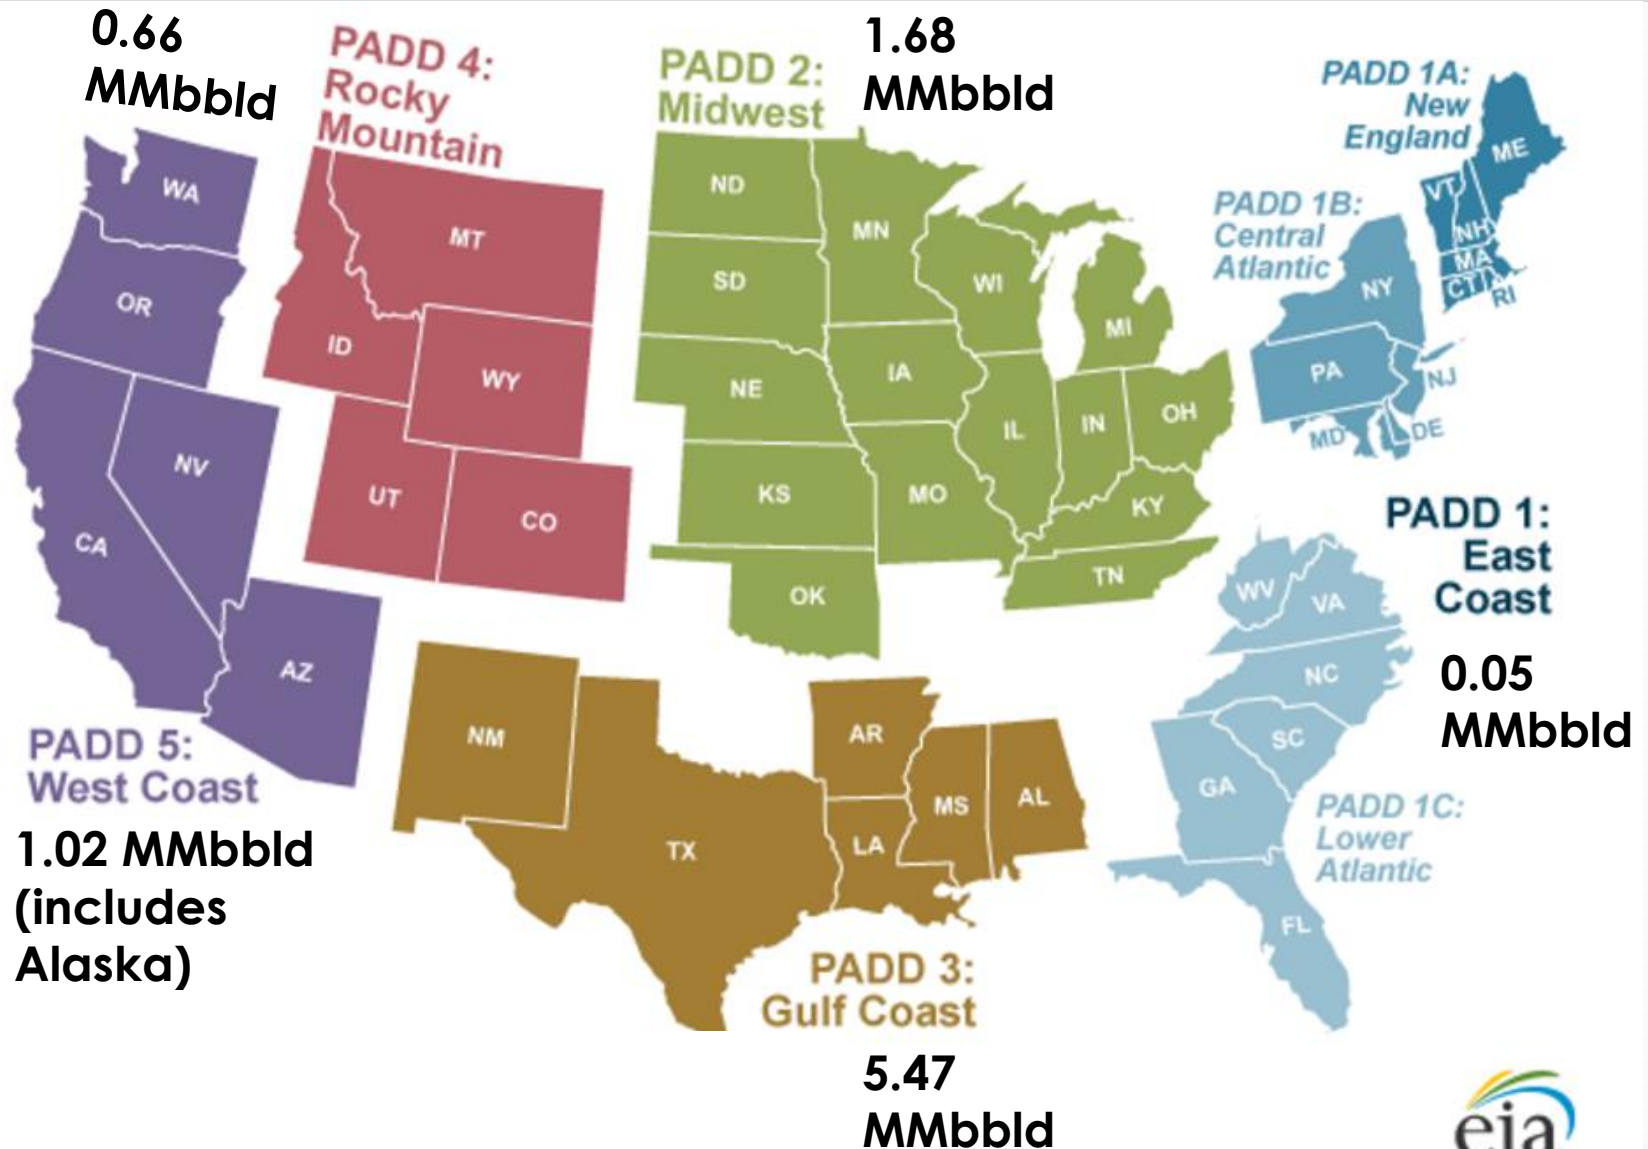 0.66
MMbbld
PADD 4:
Rocky
Mountain
PADD 2:
Midwest
1.68
MMbbld
PADD 1A:
New
England
PADD 1B:
Central
Atlantic
WA
OR
CA
NV
AZ
MT
ID
WY
UT
CO
ND
SD
NE
KS
OK
MN
IA
MO
WI
IL
MI
IN
OH
KY
TN
ME
VT
NH
MA
CT
RI
NY
PA
NJ
MD
DE
PADD 1:
East
Coast
0.05
MMbbld
WV
VA
NC
SC
GA
FL
PADD 1C:
Lower
Atlantic
PADD 5:
West Coast
1.02 MMbbld
(includes
Alaska)
NM
TX
AR
LA
MS
AL
PADD 3:
Gulf Coast
5.47
MMbbld
eia